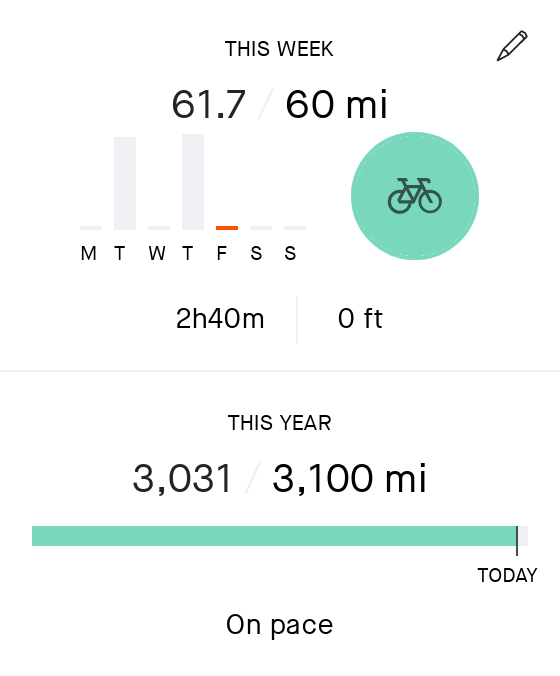 THIS WEEK
61.7 / 60 mi
M T W T F S S
2h40m 0 ft
THIS YEAR
3,031 / 3,100 mi
TODAY
On pace